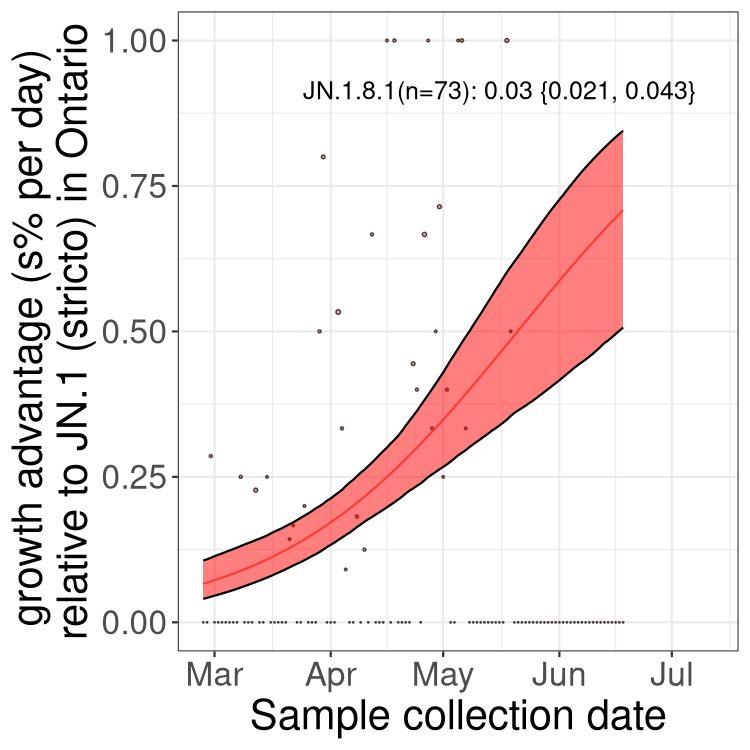 growth advantage (s% per day)
relative to JN.1 (stricto) in Ontario
1.00
0.75
0.50
0.25
0.00
JN.1.8.1(n=73): 0.03 {0.021, 0.043}
Mar Apr May Jun Jul
Sample collection date